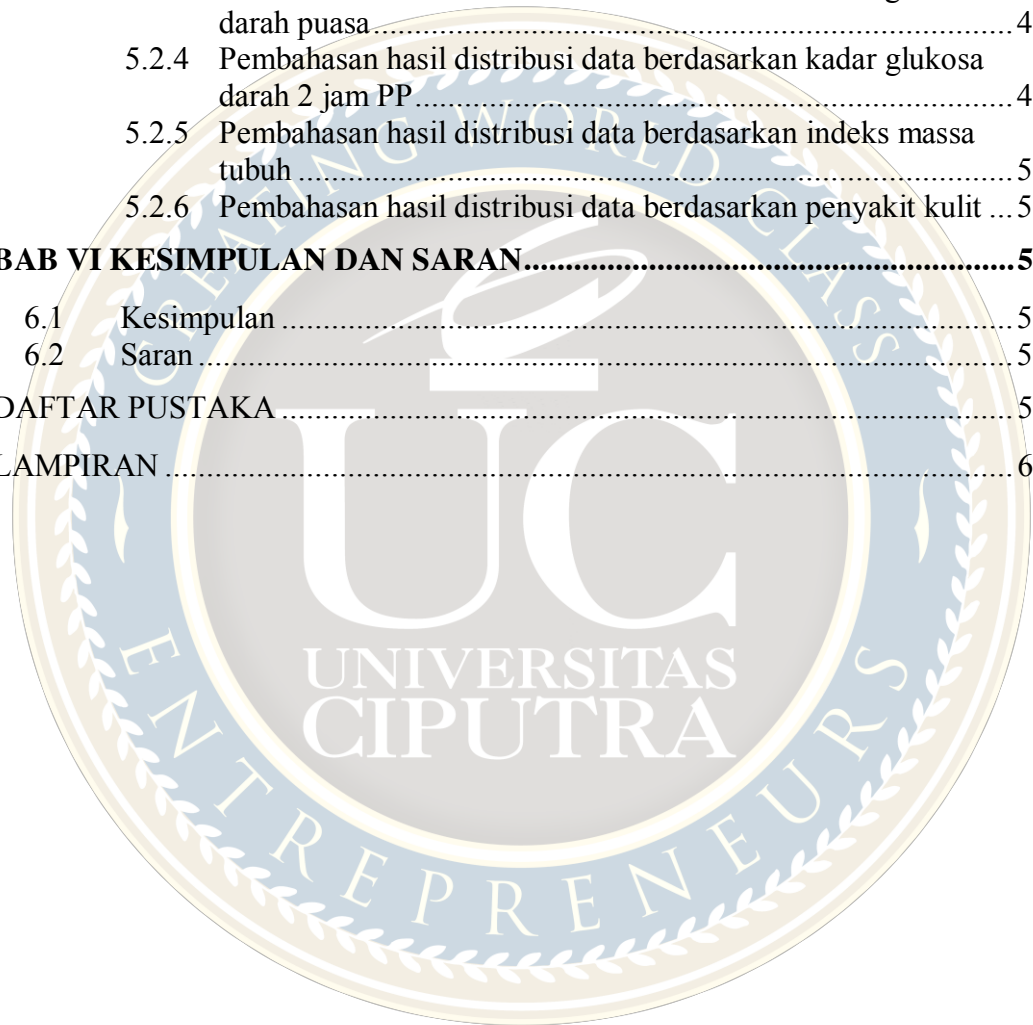 darah puasa........................................................................4
5.2.4 Pembahasan hasil distribusi data berdasarkan kadar glukosa
darah 2 jam PP..................................................................4
5.2.5 Pembahasan hasil distribusi data berdasarkan indeks massa
tubuh ................................................................................5
5.2.6 Pembahasan hasil distribusi data berdasarkan penyakit kulit ...5
BAB VI KESIMPULAN DAN SARAN....................................................5
6.1 Kesimpulan ................................................................................5
6.2 Saran..........................................................................................5
DAFTAR PUSTAKA ..........................................................................5
LAMPIRAN ......................................................................................6
CREATING WORLD CLASS
UC
UNIVERSITAS
CIPUTRA
ENTREPRENEURS